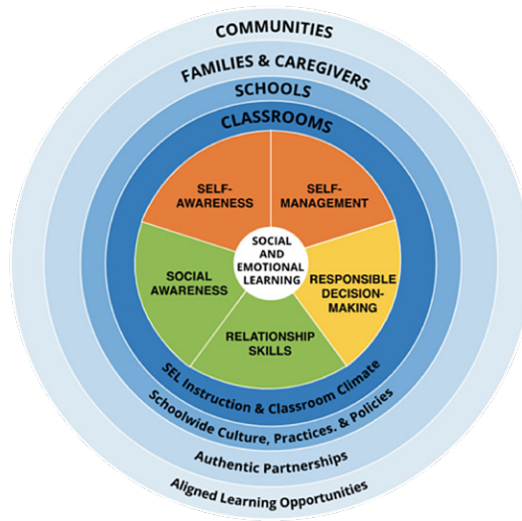 COMMUNITIES
FAMILIES & CAREGIVERS
SCHOOLS
CLASSROOMS
SELF-
AWARENESS
SELF-
MANAGEMENT
SOCIAL
AND
EMOTIONAL
LEARNING
SOCIAL
AWARENESS
RESPONSIBLE
DECISION-
MAKING
RELATIONSHIP
SKILLS
SEL Instruction & Classroom Climate
Schoolwide Culture, Practices. & Policies
Authentic Partnerships
Aligned Learning Opportunities